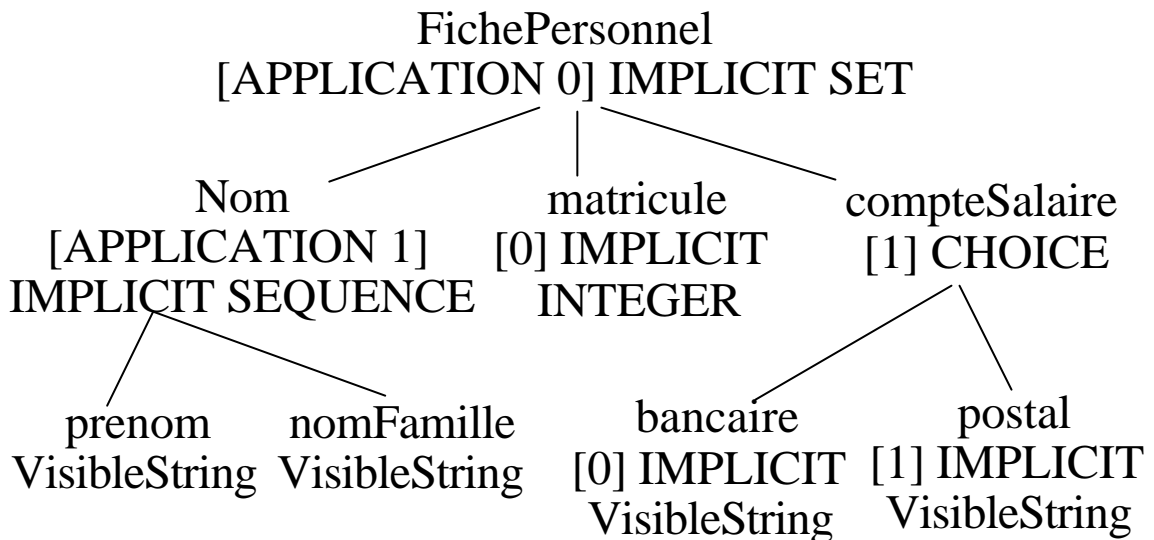 FichePersonnel
[APPLICATION 0] IMPLICIT SET
Nom
[APPLICATION 1]
IMPLICIT SEQUENCE
matricule
[0] IMPLICIT
INTEGER
compteSalaire
[1] CHOICE
prenom
VisibleString
nomFamille
VisibleString
bancaire
[0] IMPLICIT
VisibleString
postal
[1] IMPLICIT
VisibleString